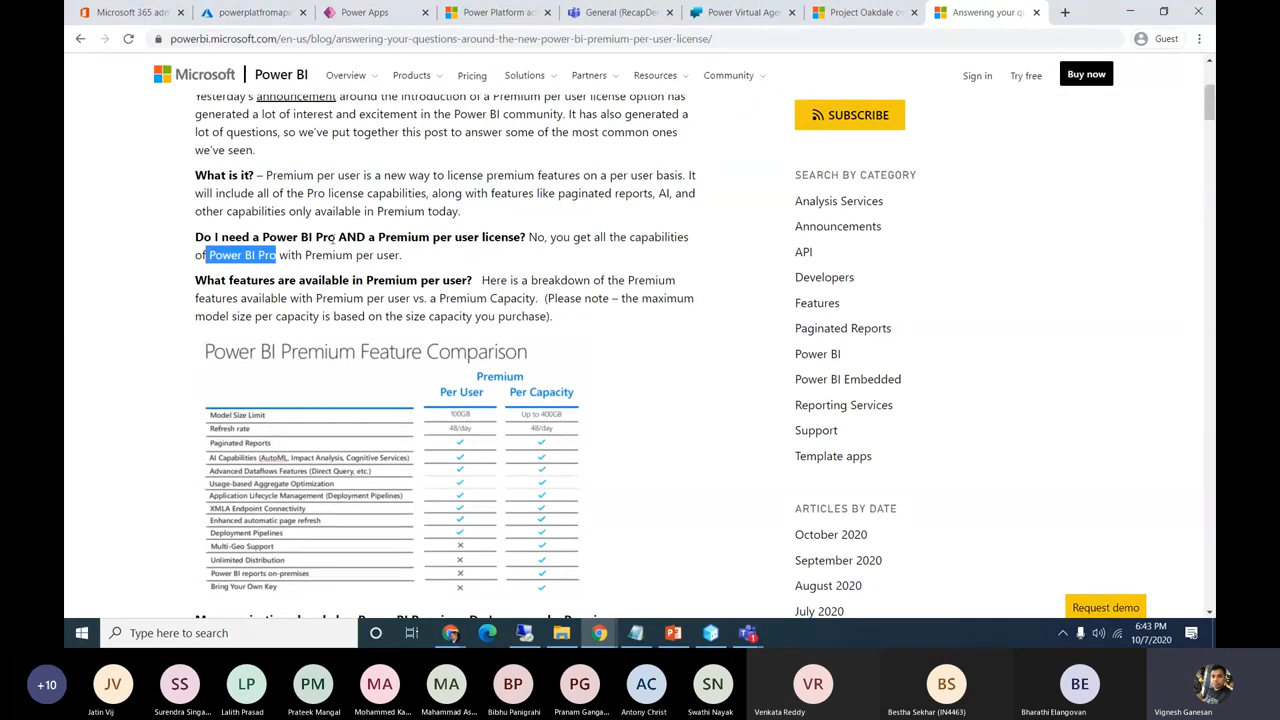 Microsoft 365 adm
powerplatformapi
Power Apps
Power Platform ad
General (RecapDe
Power Virtual Age
Project Oakdale o
Answering your q
powerbi.microsoft.com/en-us/blog/answering-your-questions-around-the-new-power-bi-premium-per-user-license/
Guest
Microsoft
Power BI
Overview
Products
Pricing
Solutions
Partners
Resources
Community
Sign in
Try free
Buy now
Yesterday's announcement around the introduction of a Premium per user license option has
generated a lot of interest and excitement in the Power BI community. It has also generated a
lot of questions, so we've put together this post to answer some of the most common ones
we've seen.
What is it? – Premium per user is a new way to license premium features on a per user basis. It
will include all of the Pro license capabilities, along with features like paginated reports, AI, and
other capabilities only available in Premium today.
Do I need a Power BI Pro AND a Premium per user license? No, you get all the capabilities
of Power BI Pro with Premium per user.
What features are available in Premium per user? Here is a breakdown of the Premium
features available with Premium per user vs. a Premium Capacity. (Please note – the maximum
model size per capacity is based on the size capacity you purchase).
Power BI Premium Feature Comparison
Premium
Per User Per Capacity
Model Size Limit 100GB Up to 400GB
Refresh rate 48/day 48/day
Paginated Reports ✓ ✓
AI Capabilities (AutoML, Impact Analysis, Cognitive Services) ✓ ✓
Advanced Dataflows Features (Direct Query, etc.) ✓ ✓
Usage-based Aggregate Optimization ✓ ✓
Application Lifecycle Management (Deployment Pipelines) ✓ ✓
XMLA Endpoint Connectivity ✓ ✓
Enhanced automatic page refresh ✓ ✓
Deployment Pipelines ✓ ✓
Multi-Geo Support ✕ ✓
Unlimited Distribution ✕ ✓
Power BI reports on-premises ✕ ✓
Bring Your Own Key ✕ ✓
SUBSCRIBE
SEARCH BY CATEGORY
Analysis Services
Announcements
API
Developers
Features
Paginated Reports
Power BI
Power BI Embedded
Reporting Services
Support
Template apps
ARTICLES BY DATE
October 2020
September 2020
August 2020
July 2020
Request demo
Type here to search
6:43 PM
10/7/2020
+10
JV
SS
LP
PM
MA
MA
BP
PG
AC
SN
VR
BS
BE
Jatin Vij
Surendra Singa...
Lalith Prasad
Prateek Mangal
Mohammed Ka...
Mahammad As...
Bibhu Panigrahi
Pranam Ganga...
Antony Christ
Swathi Nayak
Venkata Reddy
Bestha Sekhar (IN4463)
Bharathi Elangovan
Vignesh Ganesan